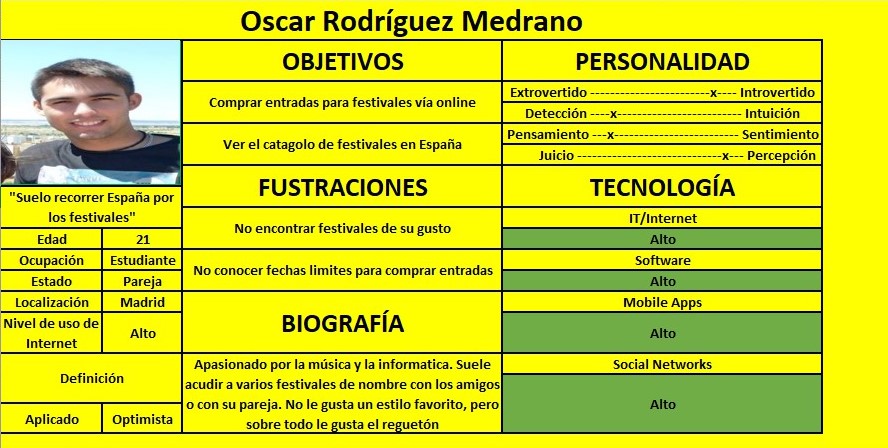 Oscar Rodríguez Medrano
OBJETIVOS
PERSONALIDAD
Comprar entradas para festivales vía online
Extrovertido ------------------------x---- Introvertido
Detección ----x------------------------- Intuición
Ver el catagolo de festivales en España
Pensamiento ---x------------------------- Sentimiento
Juicio -----------------------------x--- Percepción
"Suelo recorrer España por
los festivales"
FUSTRACIONES
TECNOLOGÍA
No encontrar festivales de su gusto
IT/Internet
Edad 21
Alto
Ocupación Estudiante
No conocer fechas limites para comprar entradas
Software
Estado Pareja
Alto
Localización Madrid
BIOGRAFÍA
Mobile Apps
Nivel de uso de
Internet
Alto
Alto
Definición
Apasionado por la música y la informatica. Suele
acudir a varios festivales de nombre con los amigos
o con su pareja. No le gusta un estilo favorito, pero
sobre todo le gusta el reguetón
Social Networks
Alto
Aplicado Optimista